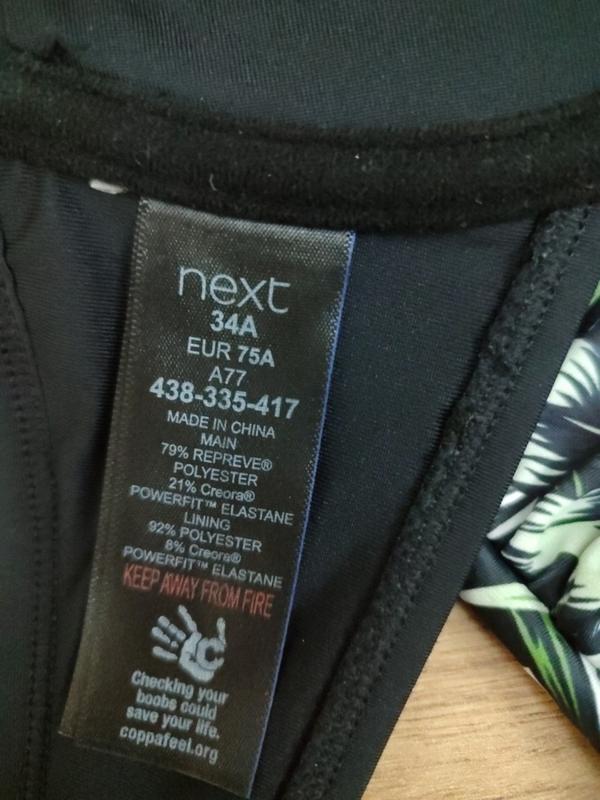 next
34A
EUR 75A
A77
438-335-417
MADE IN CHINA
MAIN
79% REPREVE®
POLYESTER
21% Creora®
POWERFIT™ ELASTANE
LINING
92% POLYESTER
8% Creora®
POWERFIT™ ELASTANE
KEEP AWAY FROM FIRE
Checking your
boobs could
save your life.
coppafeel.org